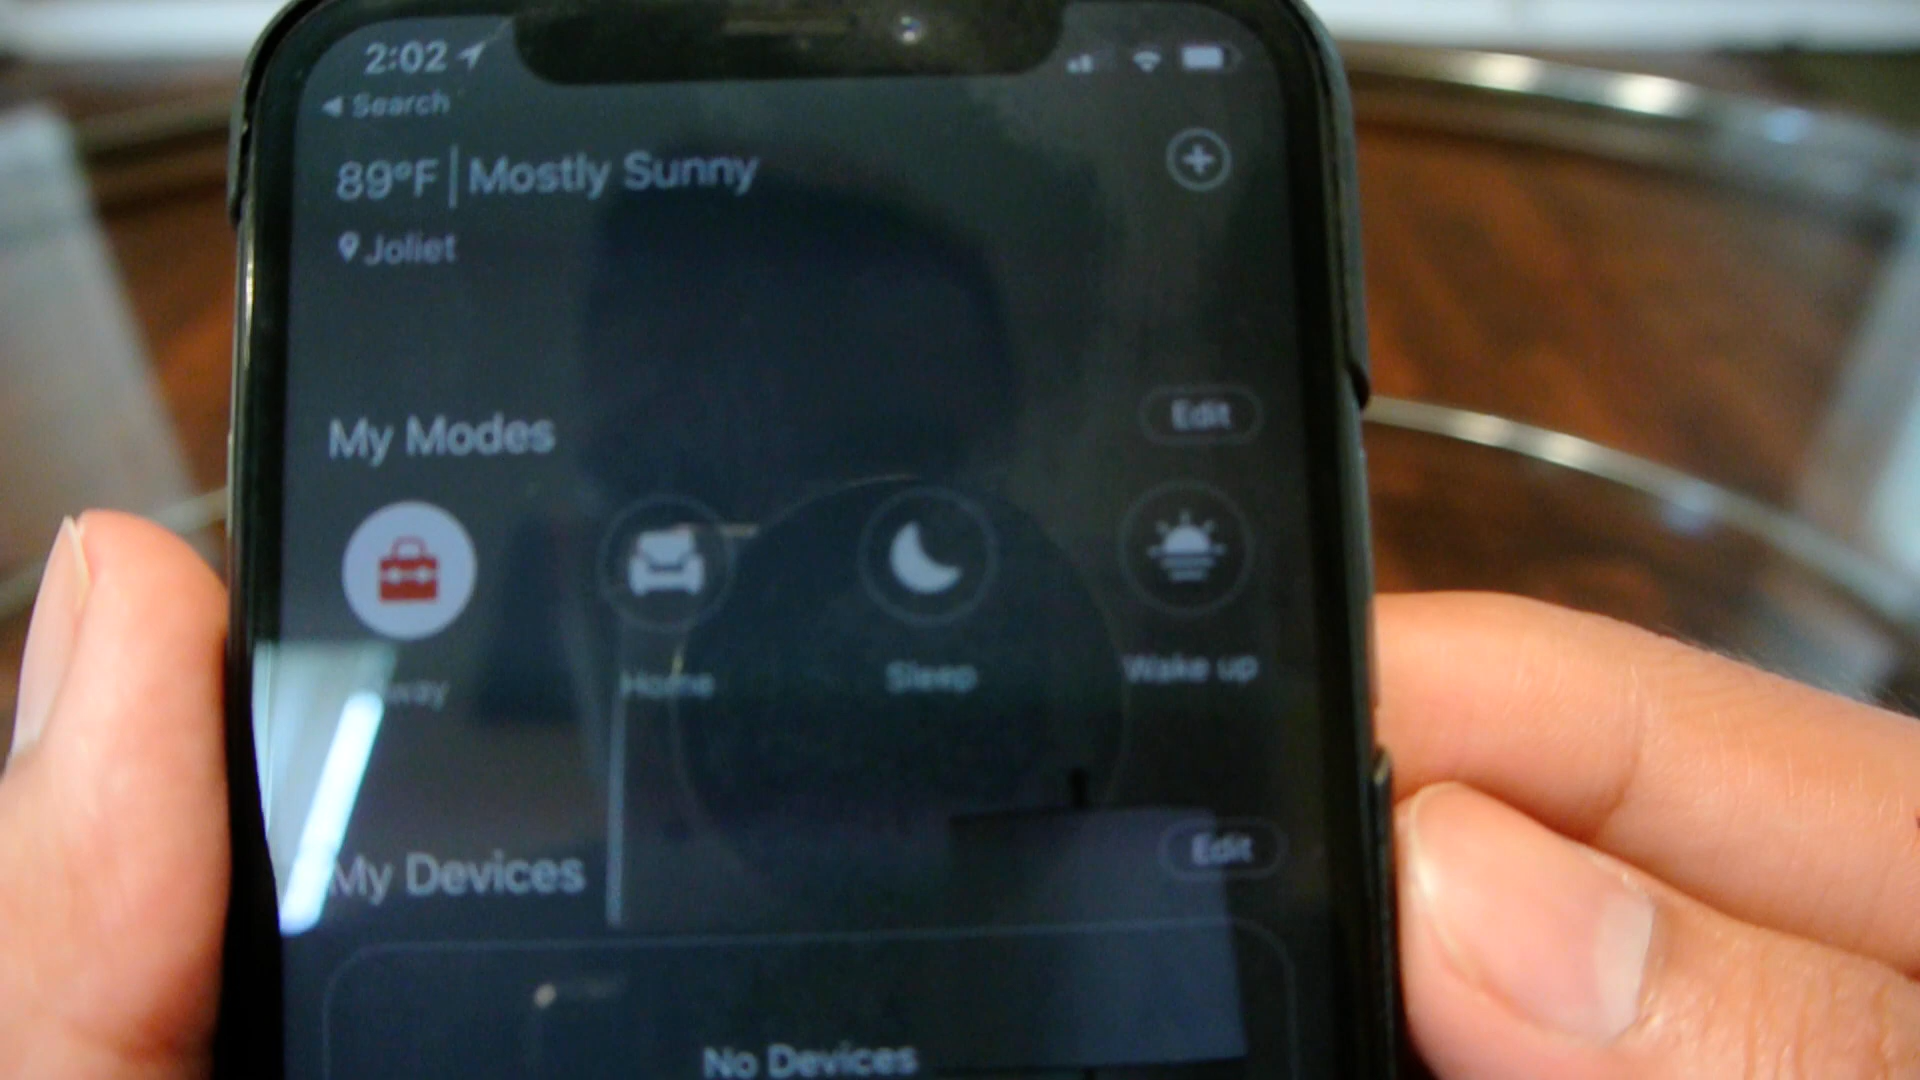 2:02
Search
89°F | Mostly Sunny
Joliet
My Modes
Edit
Away
Home
Sleep
Wake up
My Devices
Edit
No Devices